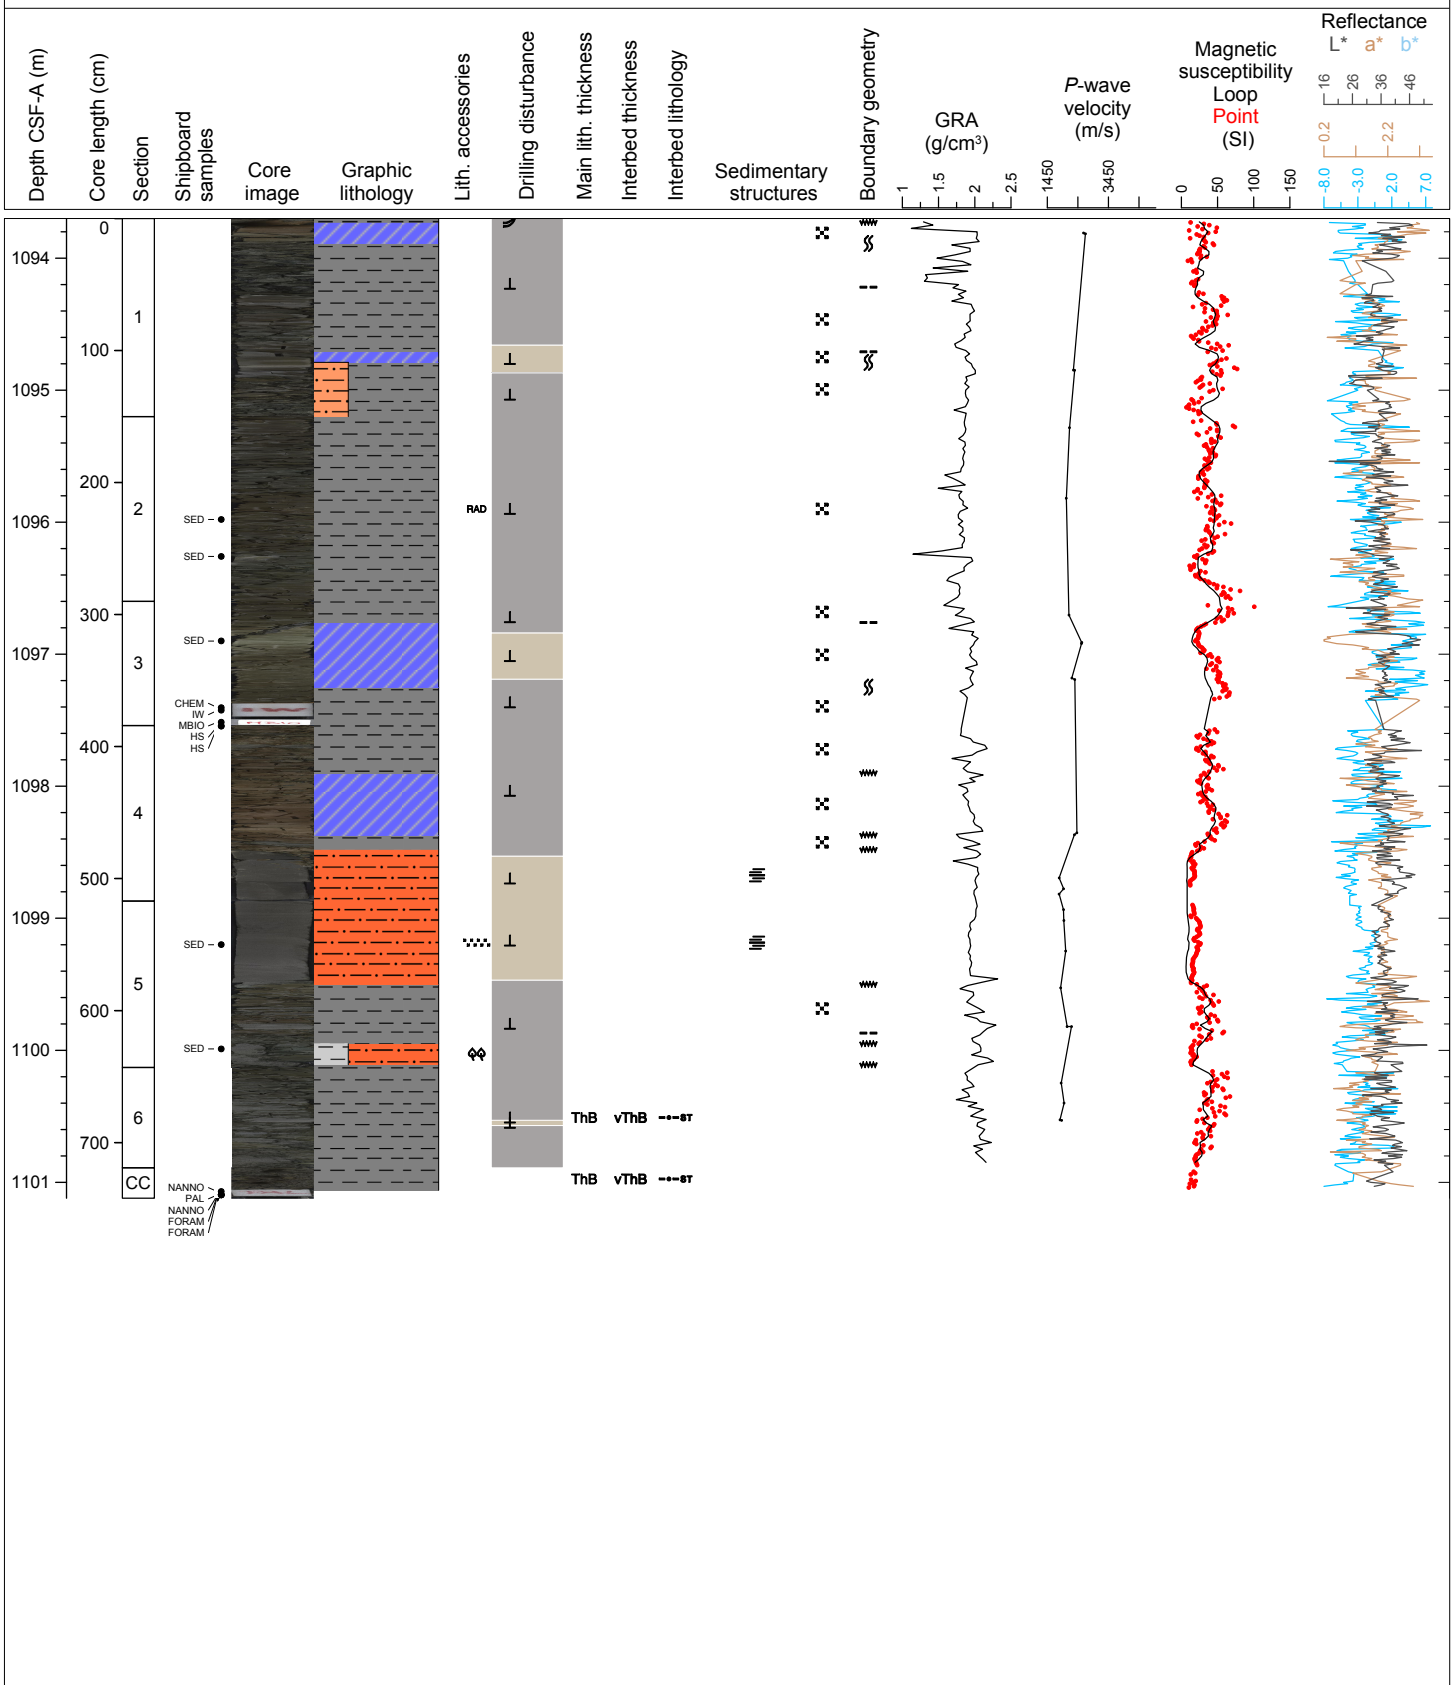 Depth CSF-A (m)
Core length (cm)
Section
Shipboard
samples
Core
image
Graphic
lithology
Lith. accessories
Drilling disturbance
Main lith. thickness
Interbed thickness
Interbed lithology
Sedimentary
structures
Boundary geometry
GRA
(g/cm³)
1 1.5 2 2.5
P-wave
velocity
(m/s)
1450 3450
Magnetic
susceptibility
Loop
Point
(SI)
0 50 100 150
Reflectance
L* a* b*
16 26 36 46
0.2 2.2
-8.0 -3.0 2.0 7.0
0
1094
1
100
1095
200
2
RAD
SED
1096
SED
300
SED
1097
3
CHEM
IW
MBIO
HS
HS
400
1098
4
500
1099
SED
5
600
SED
1100
6
ThB vThB ST
700
ThB vThB ST
1101
CC
NANNO
PAL
NANNO
FORAM
FORAM